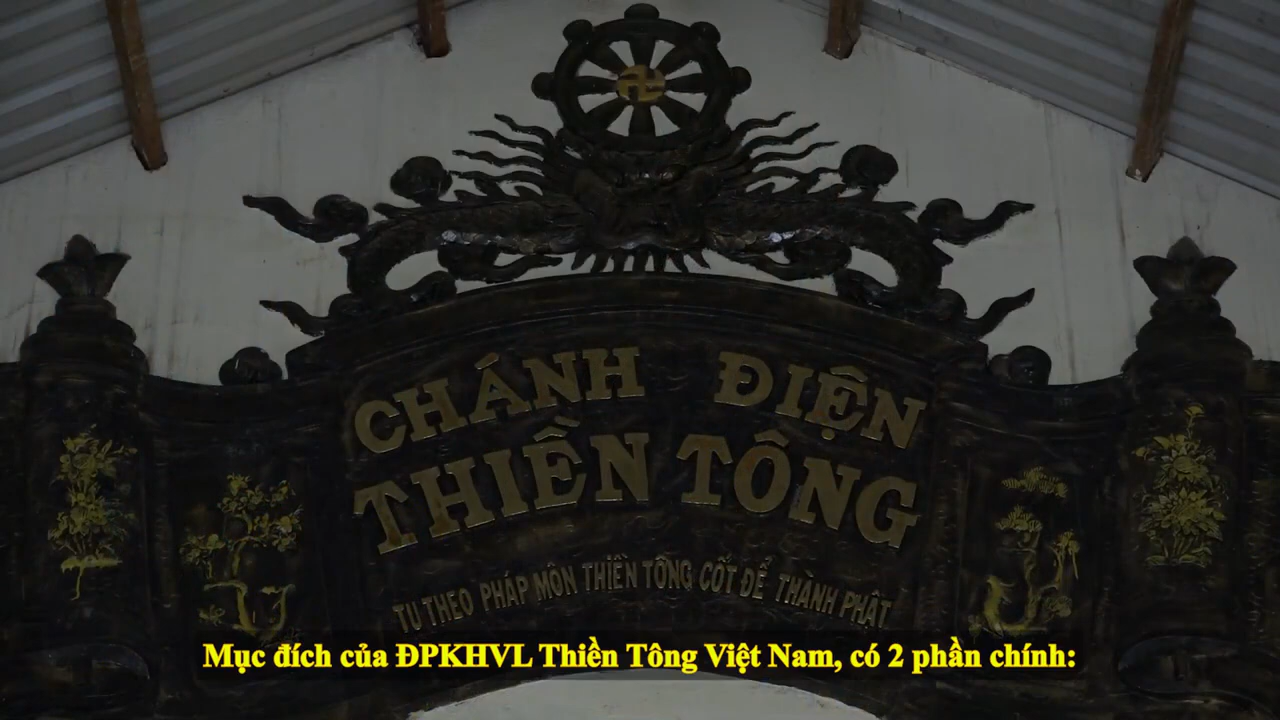 CHÁNH ĐIỆN
THIỀN TÔNG
TU THEO PHÁP MÔN THIỀN TÔNG CỐT ĐỂ THÀNH PHẬT
Mục đích của ĐPKHVL Thiền Tông Việt Nam, có 2 phần chính: